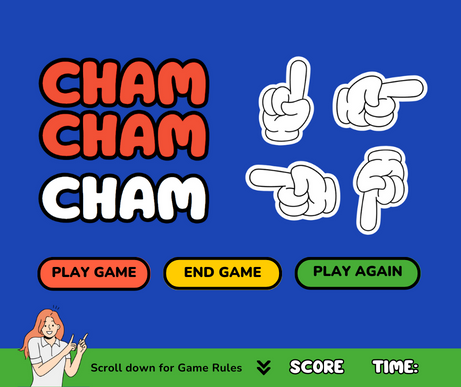 CHAM
CHAM
CHAM
PLAY GAME
END GAME
PLAY AGAIN
Scroll down for Game Rules
SCORE
TIME: